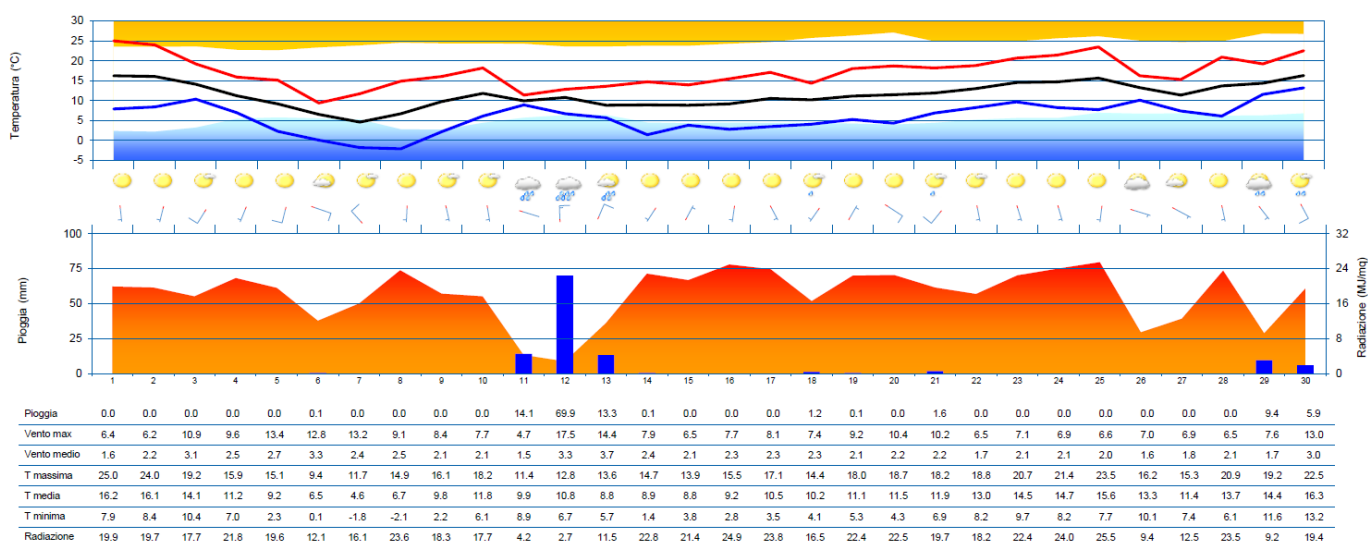 30
25
20
15
10
5
0
-5
Temperatura (°C)
100
75
50
25
0
Pioggia (mm)
32
24
16
8
0
Radiazione (MJ/mq)
1 2 3 4 5 6 7 8 9 10 11 12 13 14 15 16 17 18 19 20 21 22 23 24 25 26 27 28 29 30
Pioggia 0.0 0.0 0.0 0.0 0.0 0.1 0.0 0.0 0.0 0.0 14.1 69.9 13.3 0.1 0.0 0.0 0.0 1.2 0.1 0.0 1.6 0.0 0.0 0.0 0.0 0.0 0.0 0.0 9.4 5.9
Vento max 6.4 6.2 10.9 9.6 13.4 12.8 13.2 9.1 8.4 7.7 4.7 17.5 14.4 7.9 6.5 7.7 8.1 7.4 9.2 10.4 10.2 6.5 7.1 6.9 6.6 7.0 6.9 6.5 7.6 13.0
Vento medio 1.6 2.2 3.1 2.5 2.7 3.3 2.4 2.5 2.1 2.1 1.5 3.3 3.7 2.4 2.1 2.3 2.3 2.3 2.1 2.2 2.2 1.7 2.1 2.1 2.0 1.6 1.8 2.1 1.7 3.0
T massima 25.0 24.0 19.2 15.9 15.1 9.4 11.7 14.9 16.1 18.2 11.4 12.8 13.6 14.7 13.9 15.5 17.1 14.4 18.0 18.7 18.2 18.8 20.7 21.4 23.5 16.2 15.3 20.9 19.2 22.5
T media 16.2 16.1 14.1 11.2 9.2 6.5 4.6 6.7 9.8 11.8 9.9 10.8 8.8 8.9 8.8 9.2 10.5 10.2 11.1 11.5 11.9 13.0 14.5 14.7 15.6 13.3 11.4 13.7 14.4 16.3
T minima 7.9 8.4 10.4 7.0 2.3 0.1 -1.8 -2.1 2.2 6.1 8.9 6.7 5.7 1.4 3.8 2.8 3.5 4.1 5.3 4.3 6.9 8.2 9.7 8.2 7.7 10.1 7.4 6.1 11.6 13.2
Radiazione 19.9 19.7 17.7 21.8 19.6 12.1 16.1 23.6 18.3 17.7 4.2 2.7 11.5 22.8 21.4 24.9 23.8 16.5 22.4 22.5 19.7 18.2 22.4 24.0 25.5 9.4 12.5 23.5 9.2 19.4